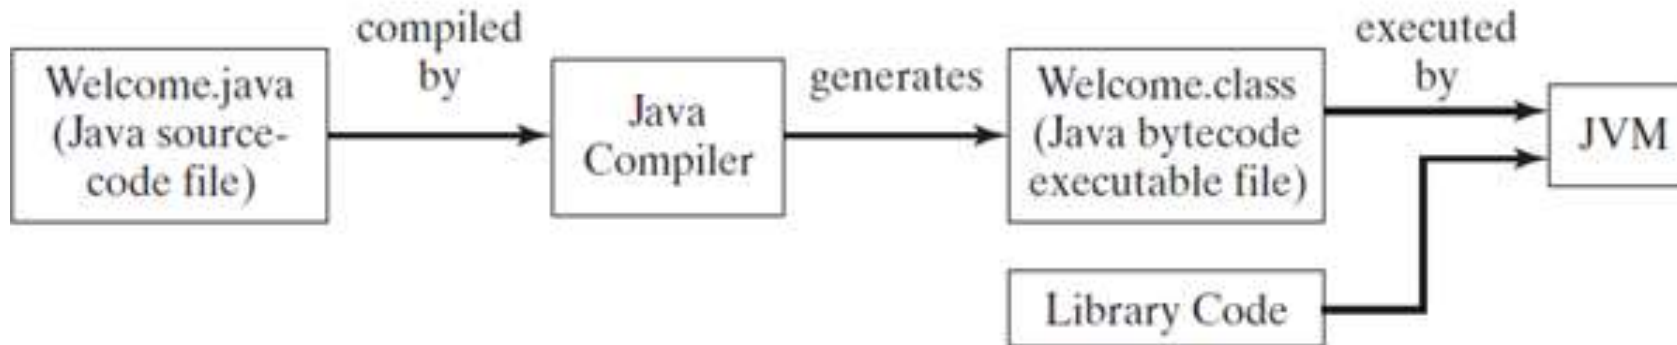 Welcome.java
(Java source-
code file)
compiled
by
Java
Compiler
generates
Welcome.class
(Java bytecode
executable file)
executed
by
JVM
Library Code